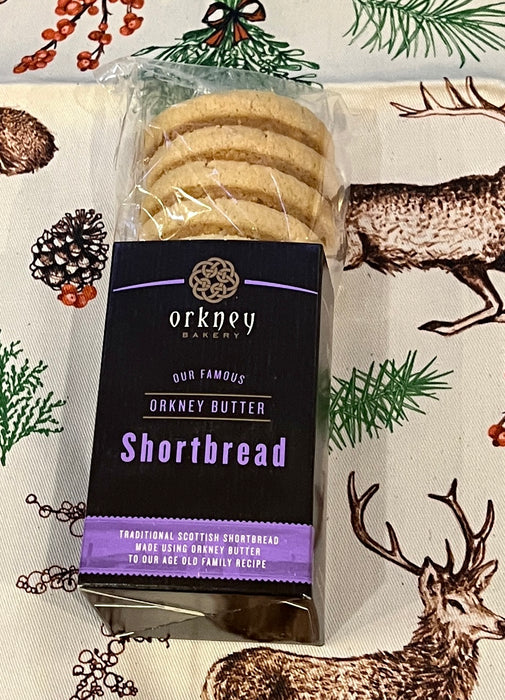 orkney
BAKERY
OUR FAMOUS
ORKNEY BUTTER
Shortbread
TRADITIONAL SCOTTISH SHORTBREAD
MADE USING ORKNEY BUTTER
TO OUR AGE OLD FAMILY RECIPE